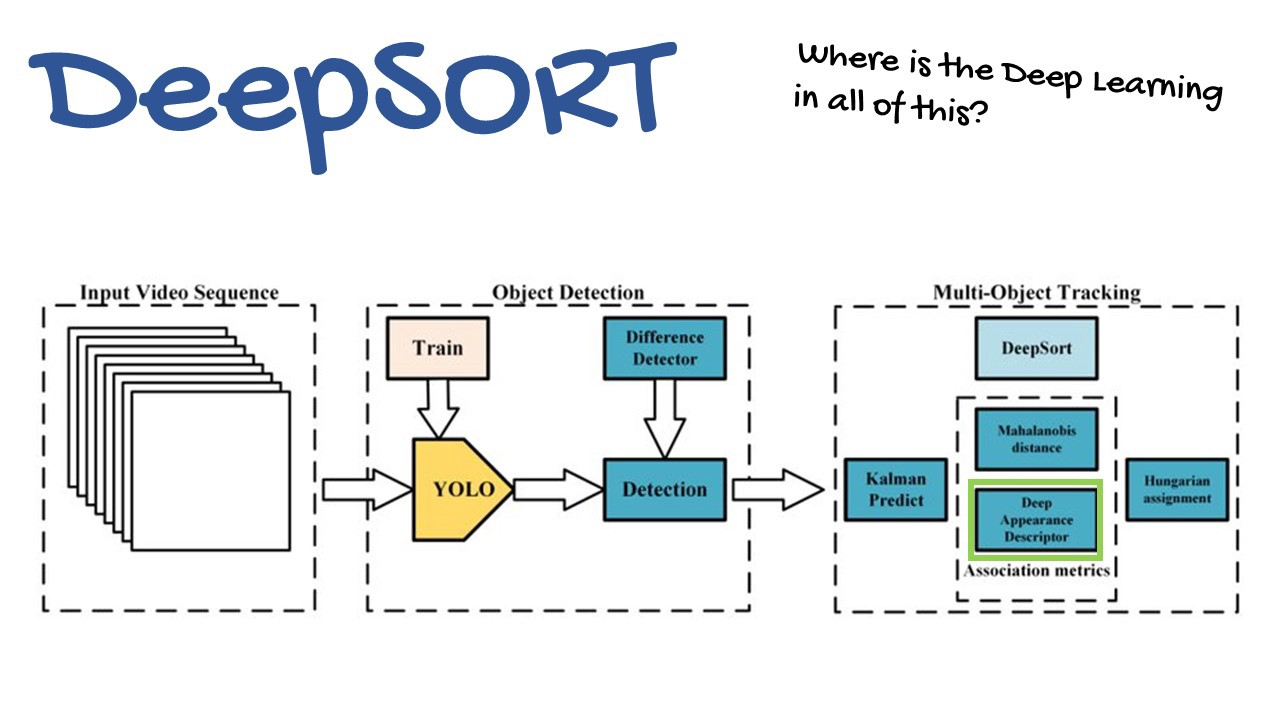 DeepSORT
Where is the Deep Learning
in all of this?
Input Video Sequence
Object Detection
Train
Difference
Detector
YOLO
Detection
Multi-Object Tracking
DeepSort
Mahalanobis
distance
Kalman
Predict
Deep
Appearance
Descriptor
Association metrics
Hungarian
assignment